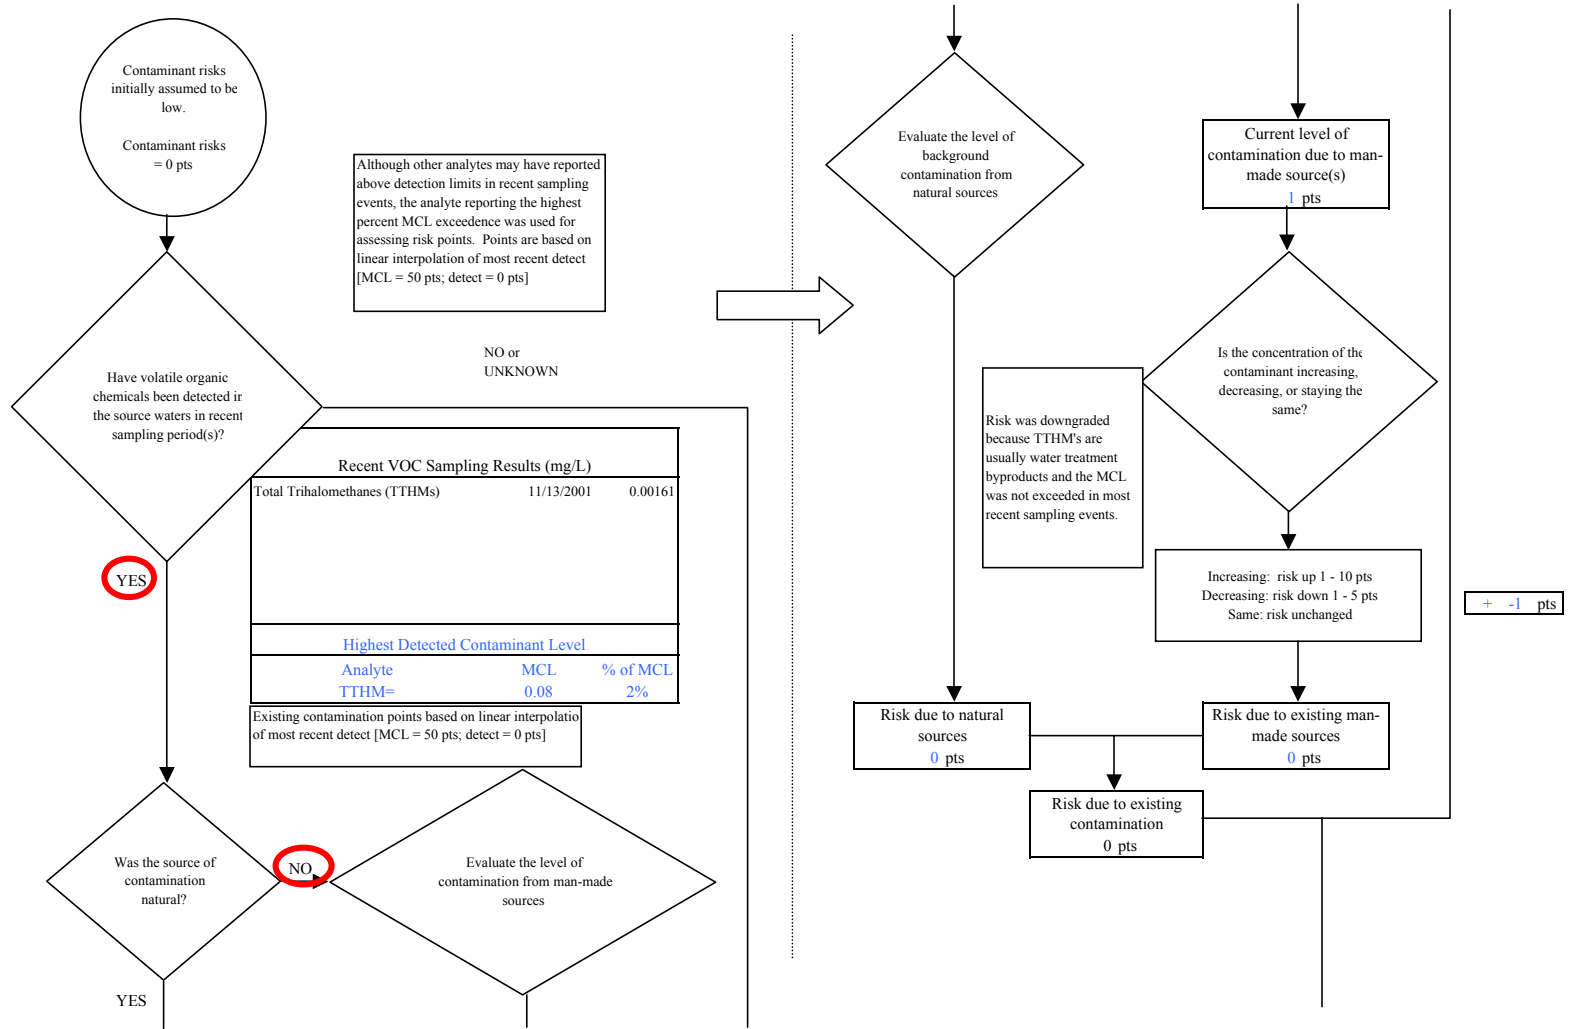 Contaminant risks
initially assumed to be
low.
Contaminant risks
= 0 pts
Although other analytes may have reported
above detection limits in recent sampling
events, the analyte reporting the highest
percent MCL exceedence was used for
assessing risk points.  Points are based on
linear interpolation of most recent detect
[MCL = 50 pts; detect = 0 pts]
NO or
UNKNOWN
Have volatile organic
chemicals been detected in
the source waters in recent
sampling period(s)?
Recent VOC Sampling Results (mg/L)
Total Trihalomethanes (TTHMs) 11/13/2001 0.00161
YES
Highest Detected Contaminant Level
Analyte MCL % of MCL
TTHM= 0.08 2%
Existing contamination points based on linear interpolatio
of most recent detect [MCL = 50 pts; detect = 0 pts]
Was the source of
contamination
natural?
NO
Evaluate the level of
contamination from man-made
sources
YES
Evaluate the level of
background
contamination from
natural sources
Current level of
contamination due to man-
made source(s)
1 pts
Is the concentration of the
contaminant increasing,
decreasing, or staying the
same?
Risk was downgraded
because TTHM's are
usually water treatment
byproducts and the MCL
was not exceeded in most
recent sampling events.
Increasing:  risk up 1 - 10 pts
Decreasing: risk down 1 - 5 pts
Same: risk unchanged
+ -1 pts
Risk due to natural
sources
0 pts
Risk due to existing man-
made sources
0 pts
Risk due to existing
contamination
0 pts